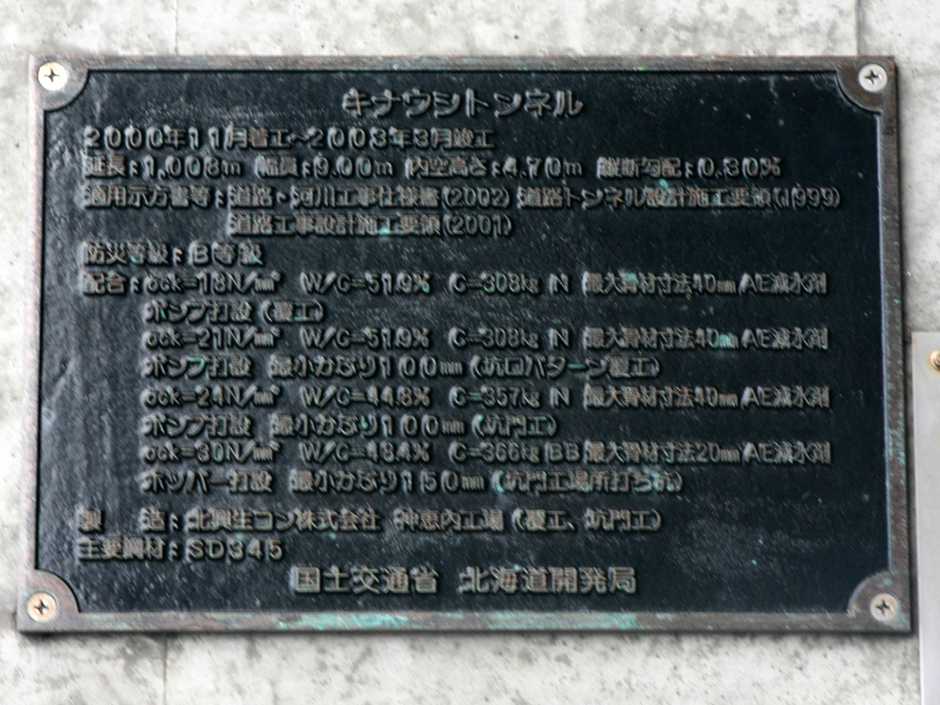 キナウシトンネル
2000年11月着工～2003年3月竣工
延長：1,008m 幅員：9.00m 内空高さ：4.70m 縦断勾配：0.30%
適用示方書等：道路・河川工事仕様書(2002) 道路トンネル設計施工要領(1999)
道路工事設計施工要領(2001)
防災等級：B等級
配合：σck=18N/mm² W/C=51.9% C=308kg N 最大骨材寸法40mm AE減水剤
ポンプ打設（覆工）
σck=21N/mm² W/C=51.9% C=308kg N 最大骨材寸法40mm AE減水剤
ポンプ打設 最小かぶり100mm（坑口パターン覆工）
σck=24N/mm² W/C=44.8% C=357kg N 最大骨材寸法40mm AE減水剤
ポンプ打設 最小かぶり100mm（坑門工）
σck=30N/mm² W/C=48.4% C=366kg BB 最大骨材寸法20mm AE減水剤
ホッパー打設 最小かぶり150mm（坑門工場所打ち杭）
製 造：北興生コン株式会社 神恵内工場（覆工、坑門工）
主要鋼材：SD345
国土交通省 北海道開発局